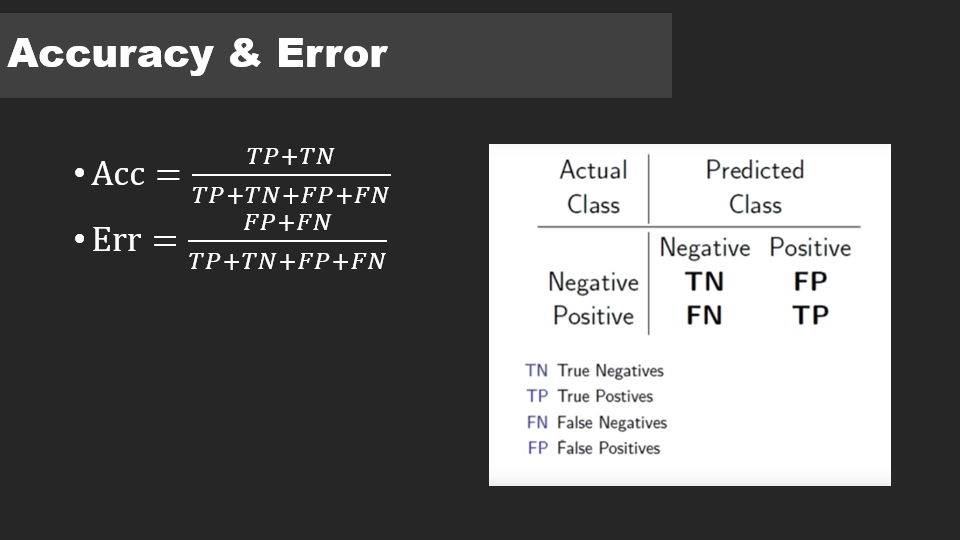 Accuracy & Error
• Acc = TP+TN / TP+TN+FP+FN
• Err = FP+FN / TP+TN+FP+FN
Actual Class Predicted Class
Negative Positive
Negative TN FP
Positive FN TP
TN True Negatives
TP True Postives
FN False Negatives
FP False Positives